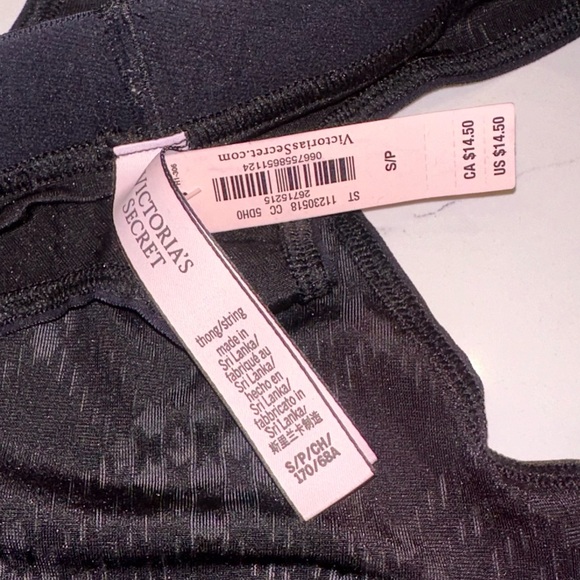 VictoriasSecret.com
0667558651124
26715215
ST 11230518 CC 5DH0
S/P
CA $14.50
US $14.50
VICTORIA'S
SECRET
thong/string
made in
Sri Lanka/
fabriqué au
Sri Lanka/
hecho en
Sri Lanka/
fabbricato in
Sri Lanka/
斯里兰卡制造
S/P/CH/
170/68A